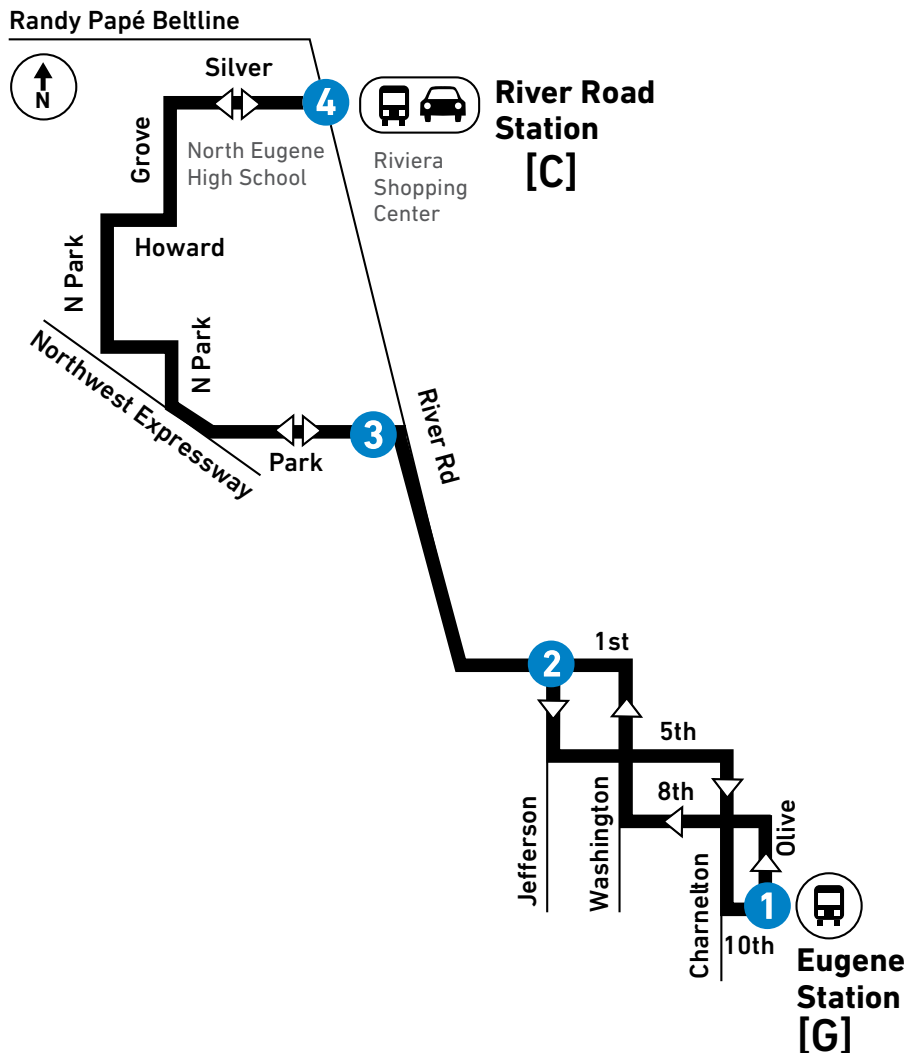 Randy Papé Beltline
N
Silver
4
River Road
Station
[C]
Grove
North Eugene
High School
Riviera
Shopping
Center
Howard
N Park
N Park
Northwest Expressway
River Rd
3
Park
2
1st
5th
8th
Jefferson
Washington
Charnelton
Olive
1
10th
Eugene
Station
[G]